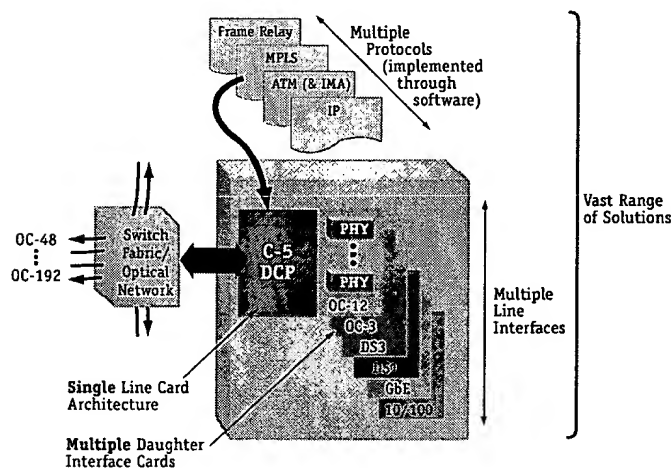 Frame Relay
MPLS
ATM (& IMA)
IP
Multiple
Protocols
(implemented
through
software)
Vast Range
of Solutions
OC-48
OC-192
Switch
Fabric/
Optical
Network
C-5
DCP
PHY
PHY
OC-12
OC-3
DS3
DS1
GbE
10/100
Multiple
Line
Interfaces
Single Line Card
Architecture
Multiple Daughter
Interface Cards